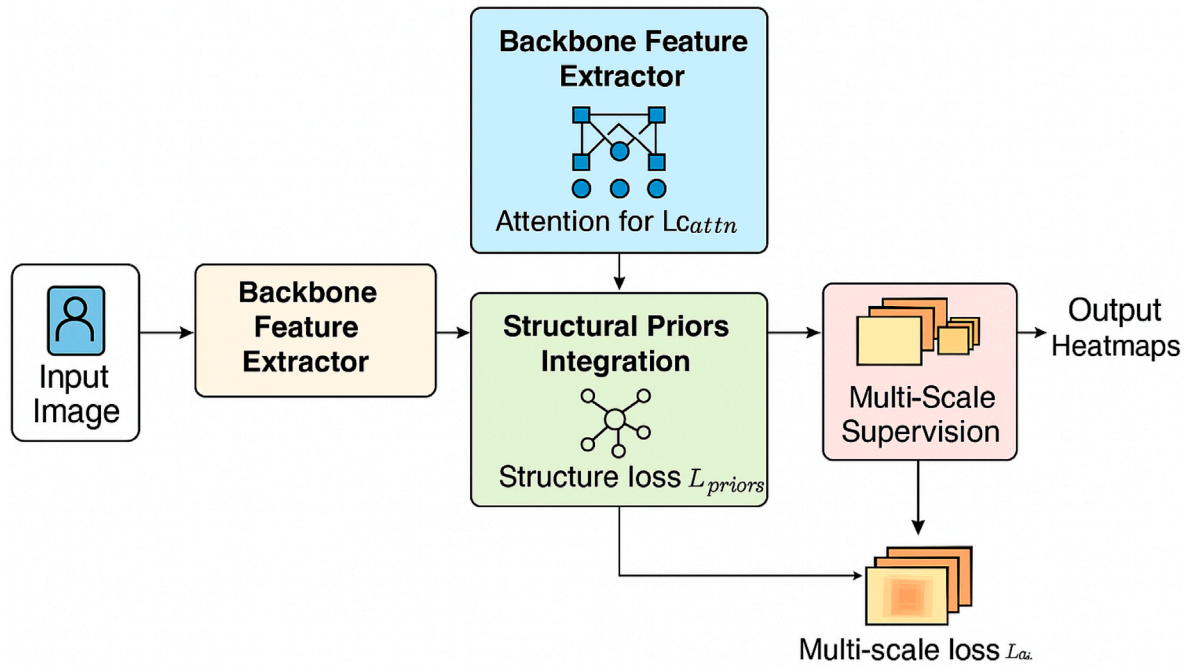 Backbone Feature
Extractor
Attention for Lc_attn
Input
Image
Backbone
Feature
Extractor
Structural Priors
Integration
Structure loss L_priors
Multi-Scale
Supervision
Output
Heatmaps
Multi-scale loss